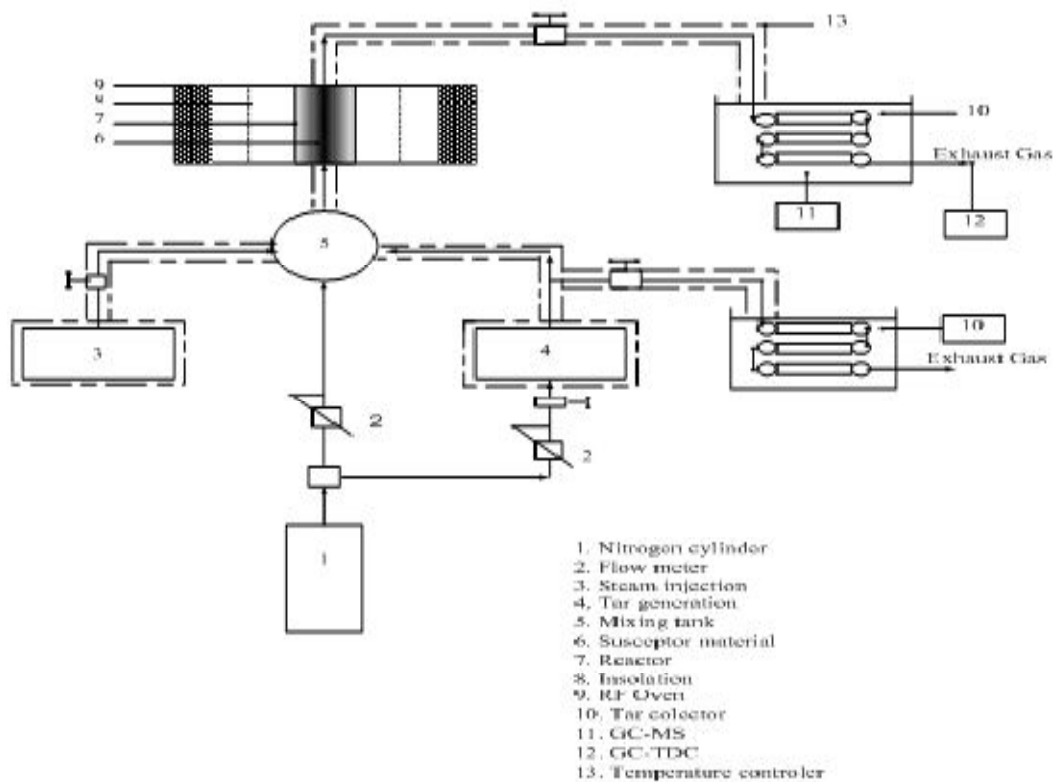 13
9
8
7
6
10
Exhaust Gas
11
12
5
3
4
10
Exhaust Gas
2
2
1
1. Nitrogen cylinder
2. Flow meter
3. Steam injection
4, Tar generation
5. Mixing tank
6. Susceptor material
7. Reactor
8. Insolation
9. RF Oven
10. Tar colector
11. GC-MS
12. GC-TDC
13. Temperature controler